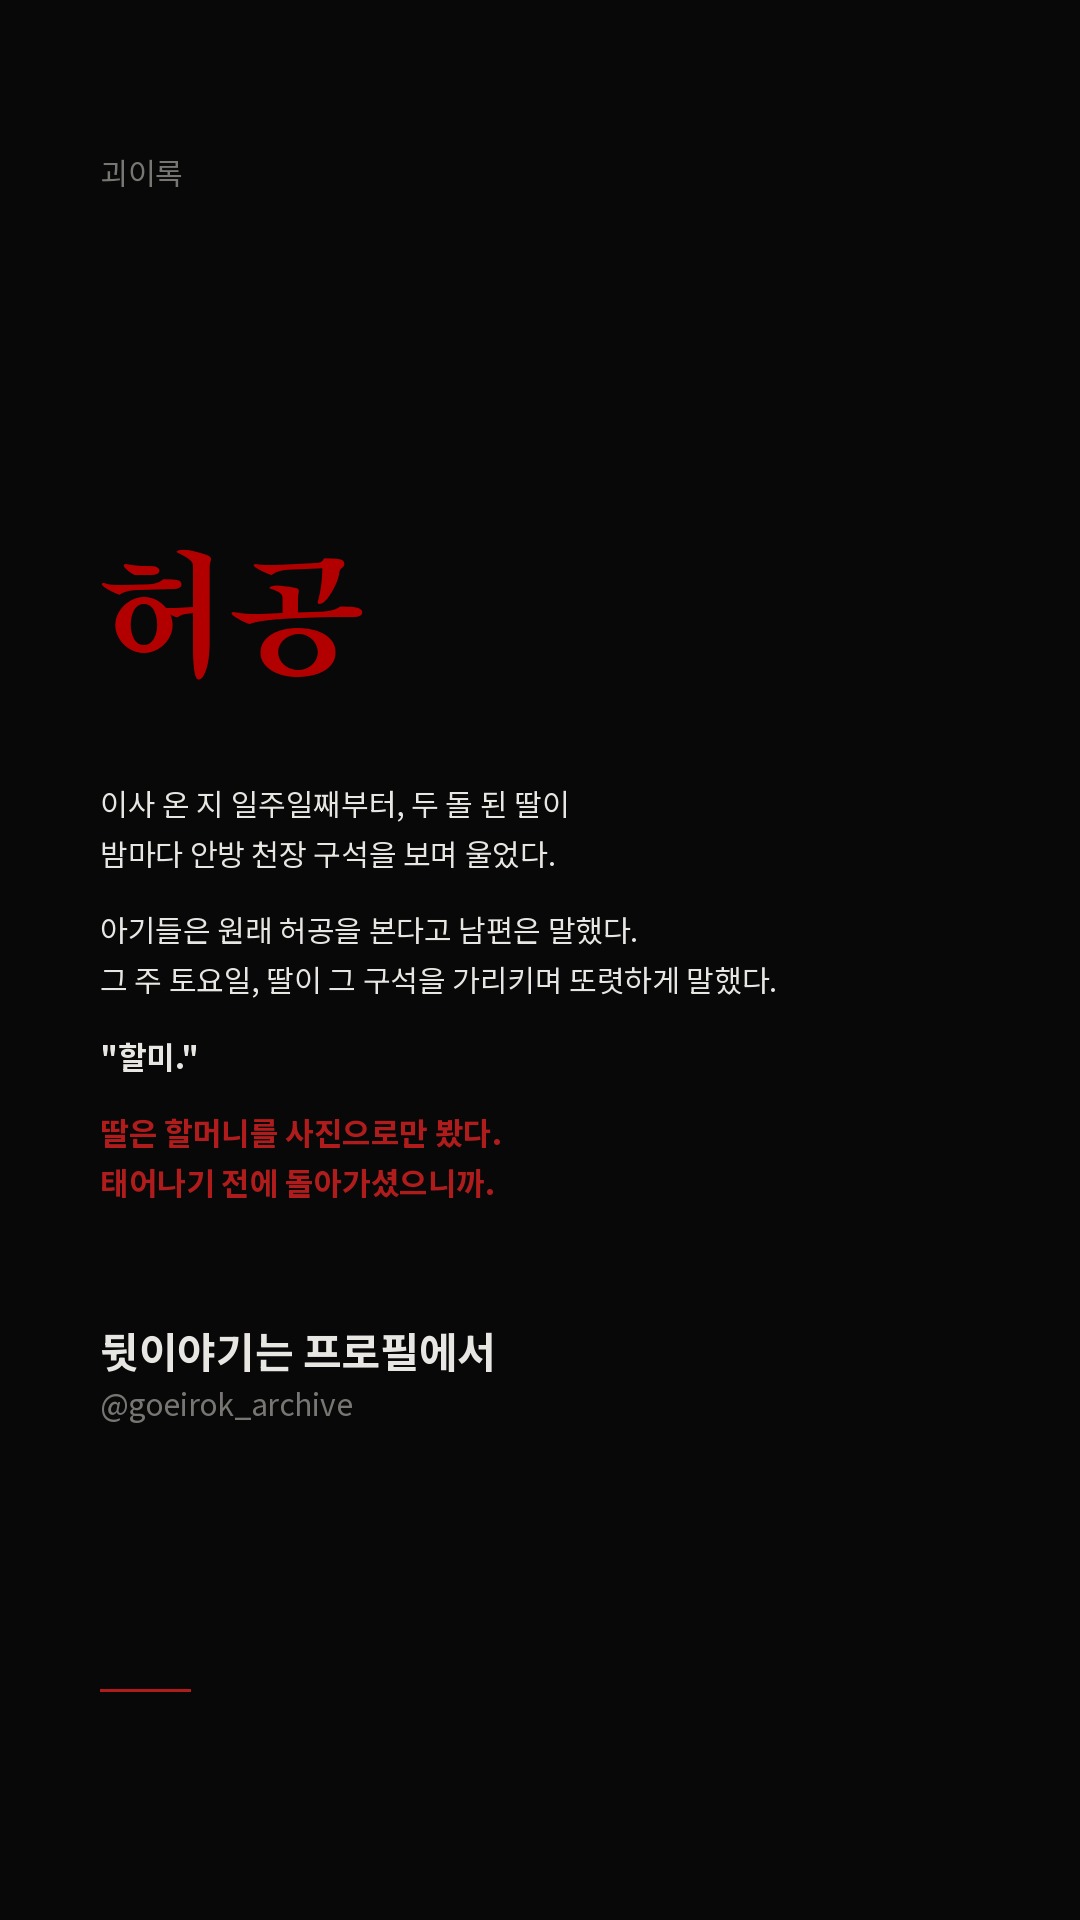 괴이록
허공
이사 온 지 일주일째부터, 두 돌 된 딸이
밤마다 안방 천장 구석을 보며 울었다.
아기들은 원래 허공을 본다고 남편은 말했다.
그 주 토요일, 딸이 그 구석을 가리키며 또렷하게 말했다.
"할미."
딸은 할머니를 사진으로만 봤다.
태어나기 전에 돌아가셨으니까.
뒷이야기는 프로필에서
@goeirok_archive